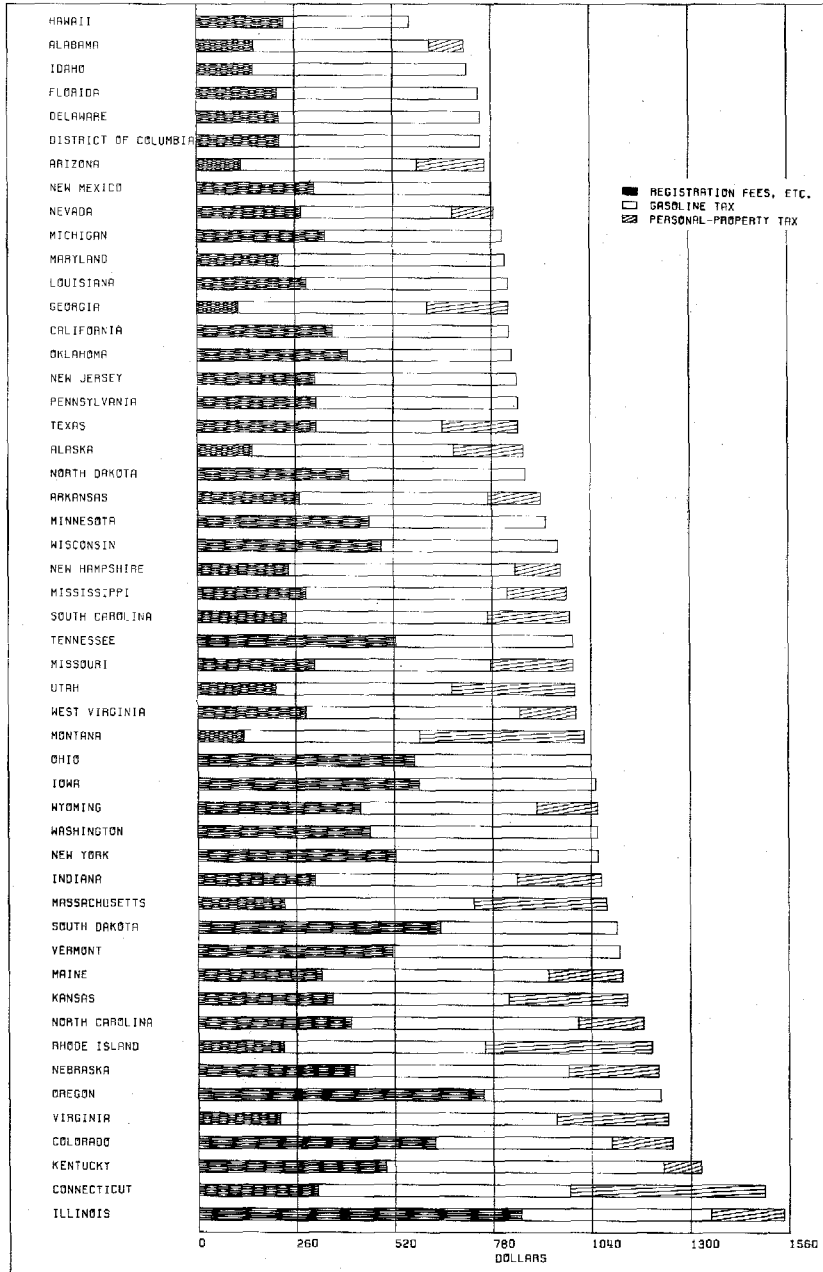 HAWAII
ALABAMA
IDAHO
FLORIDA
DELAWARE
DISTRICT OF COLUMBIA
ARIZONA
NEW MEXICO
NEVADA
MICHIGAN
MARYLAND
LOUISIANA
GEORGIA
CALIFORNIA
OKLAHOMA
NEW JERSEY
PENNSYLVANIA
TEXAS
ALASKA
NORTH DAKOTA
ARKANSAS
MINNESOTA
WISCONSIN
NEW HAMPSHIRE
MISSISSIPPI
SOUTH CAROLINA
TENNESSEE
MISSOURI
UTAH
WEST VIRGINIA
MONTANA
OHIO
IOWA
WYOMING
WASHINGTON
NEW YORK
INDIANA
MASSACHUSETTS
SOUTH DAKOTA
VERMONT
MAINE
KANSAS
NORTH CAROLINA
RHODE ISLAND
NEBRASKA
OREGON
VIRGINIA
COLORADO
KENTUCKY
CONNECTICUT
ILLINOIS
REGISTRATION FEES, ETC.
GASOLINE TAX
PERSONAL-PROPERTY TAX
0 260 520 780 1040 1300 1560
DOLLARS